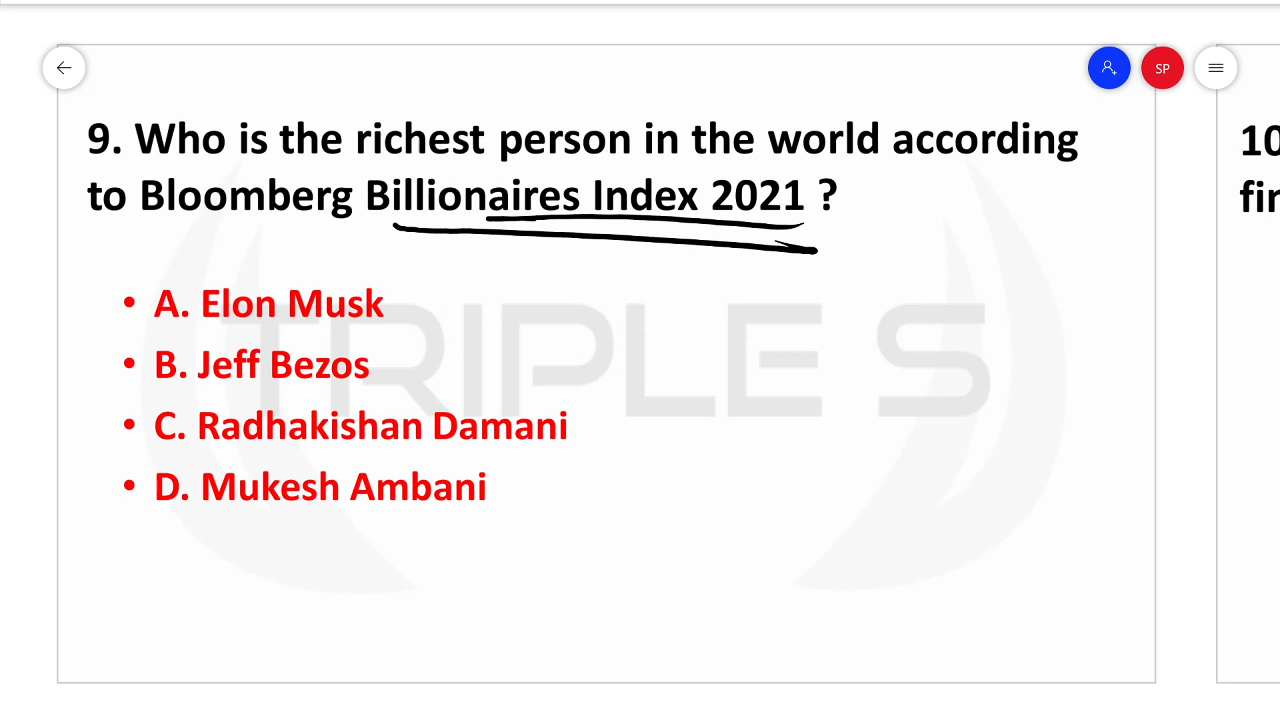 SP
9. Who is the richest person in the world according
to Bloomberg Billionaires Index 2021 ?
• A. Elon Musk
• B. Jeff Bezos
• C. Radhakishan Damani
• D. Mukesh Ambani
TRIPLE S
10